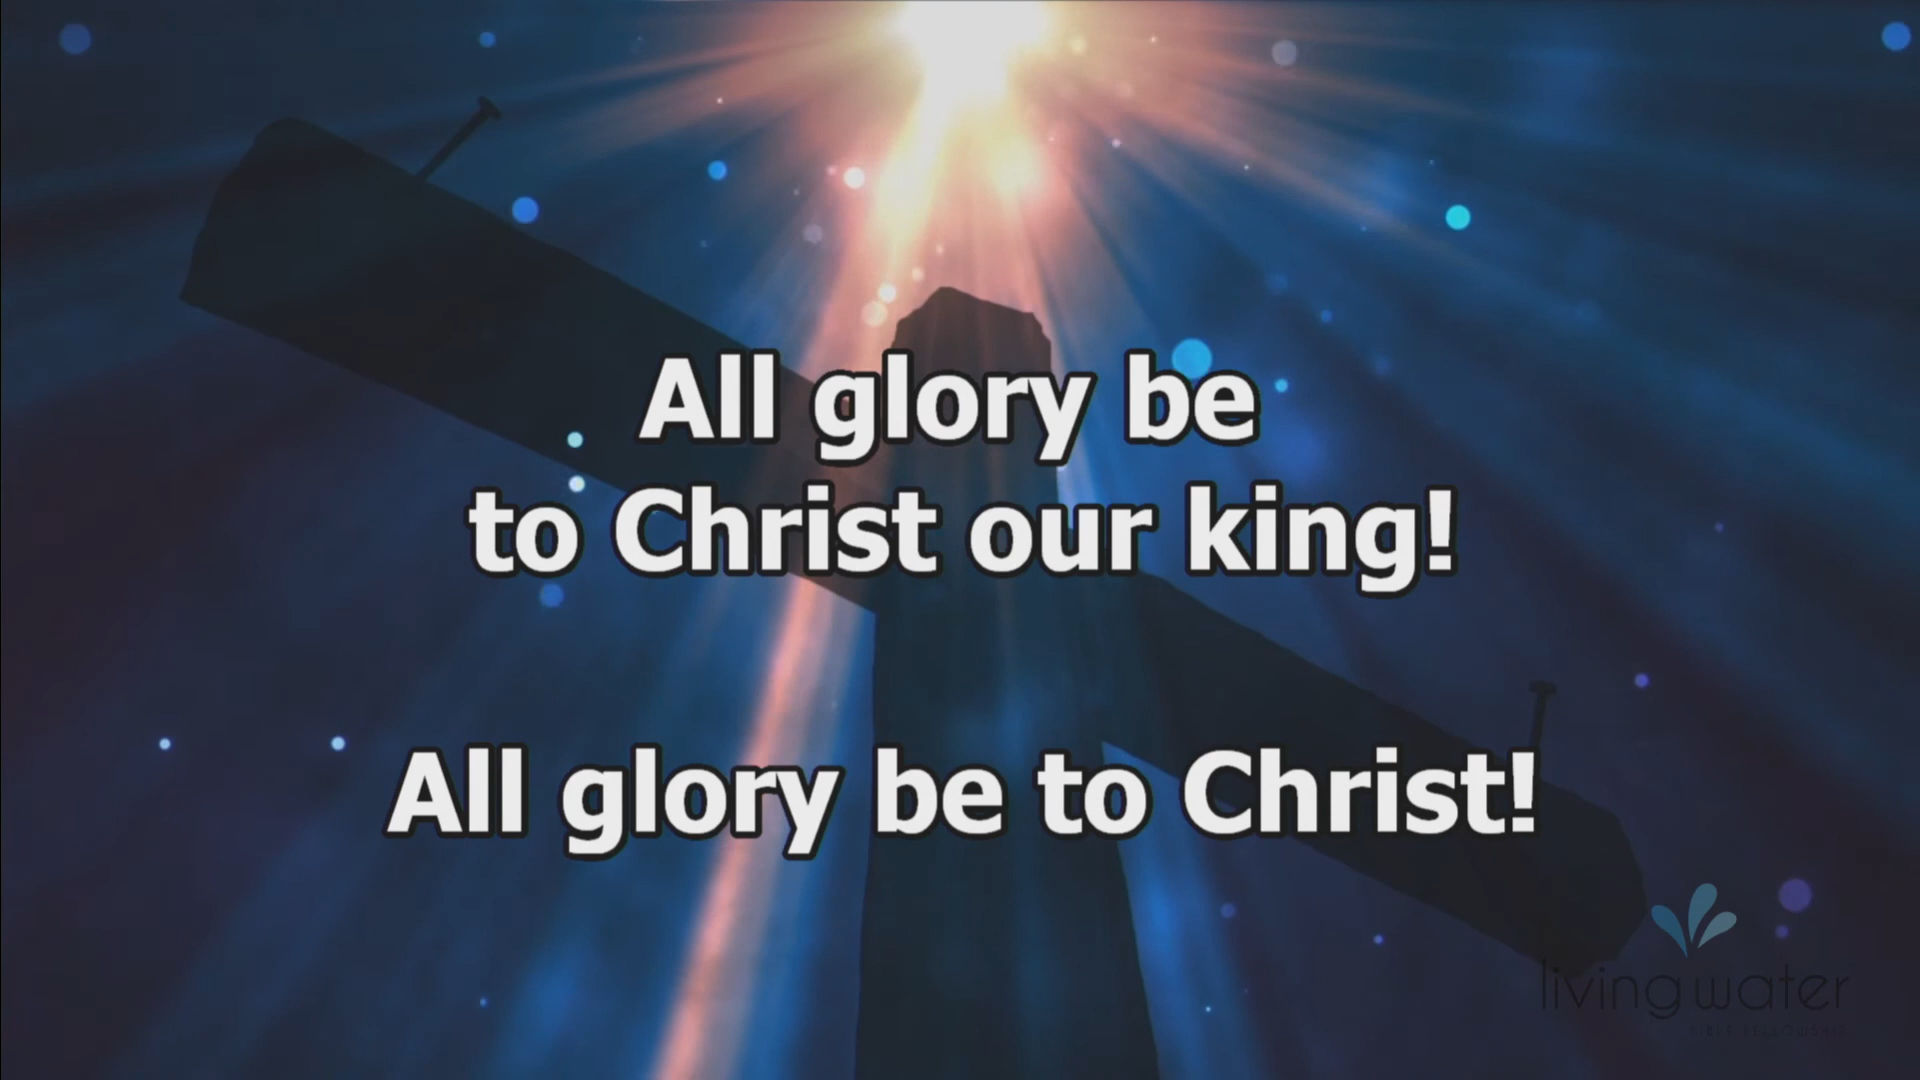 All glory be
to Christ our king!
All glory be to Christ!
living water